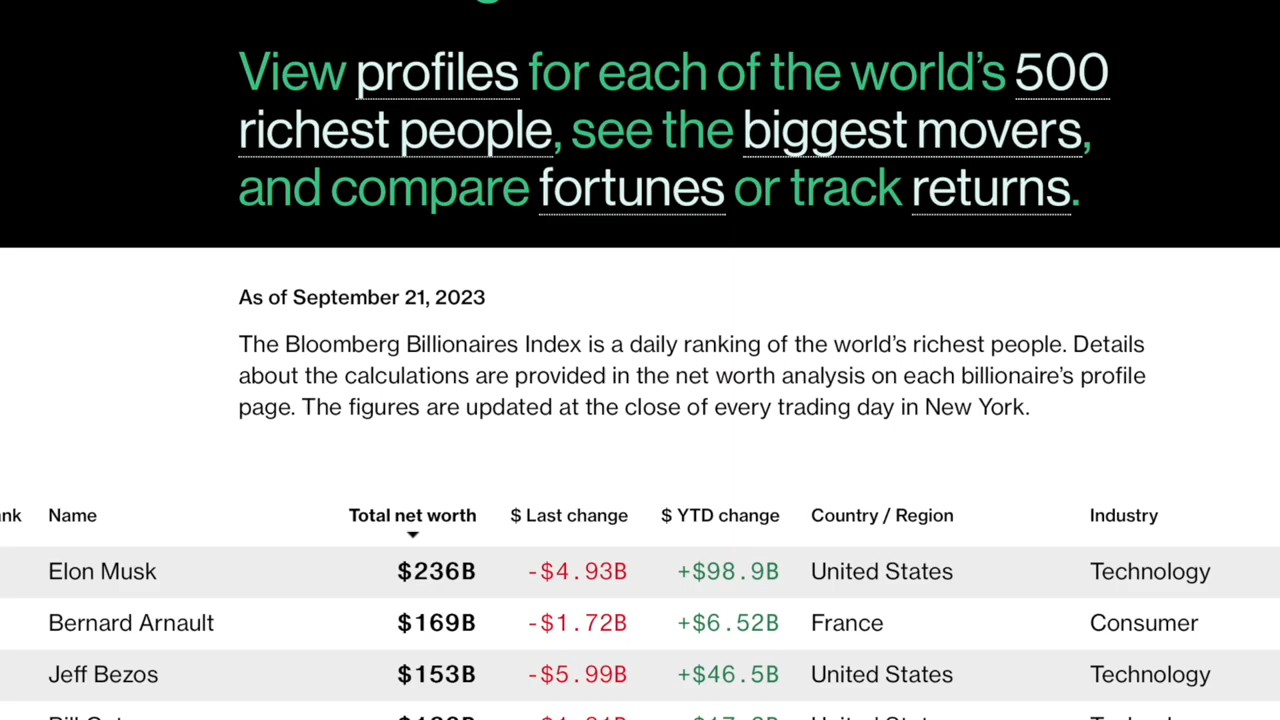 View profiles for each of the world’s 500
richest people, see the biggest movers,
and compare fortunes or track returns.
As of September 21, 2023
The Bloomberg Billionaires Index is a daily ranking of the world’s richest people. Details
about the calculations are provided in the net worth analysis on each billionaire’s profile
page. The figures are updated at the close of every trading day in New York.
Name Total net worth $ Last change $ YTD change Country / Region Industry
Elon Musk $236B -$4.93B +$98.9B United States Technology
Bernard Arnault $169B -$1.72B +$6.52B France Consumer
Jeff Bezos $153B -$5.99B +$46.5B United States Technology